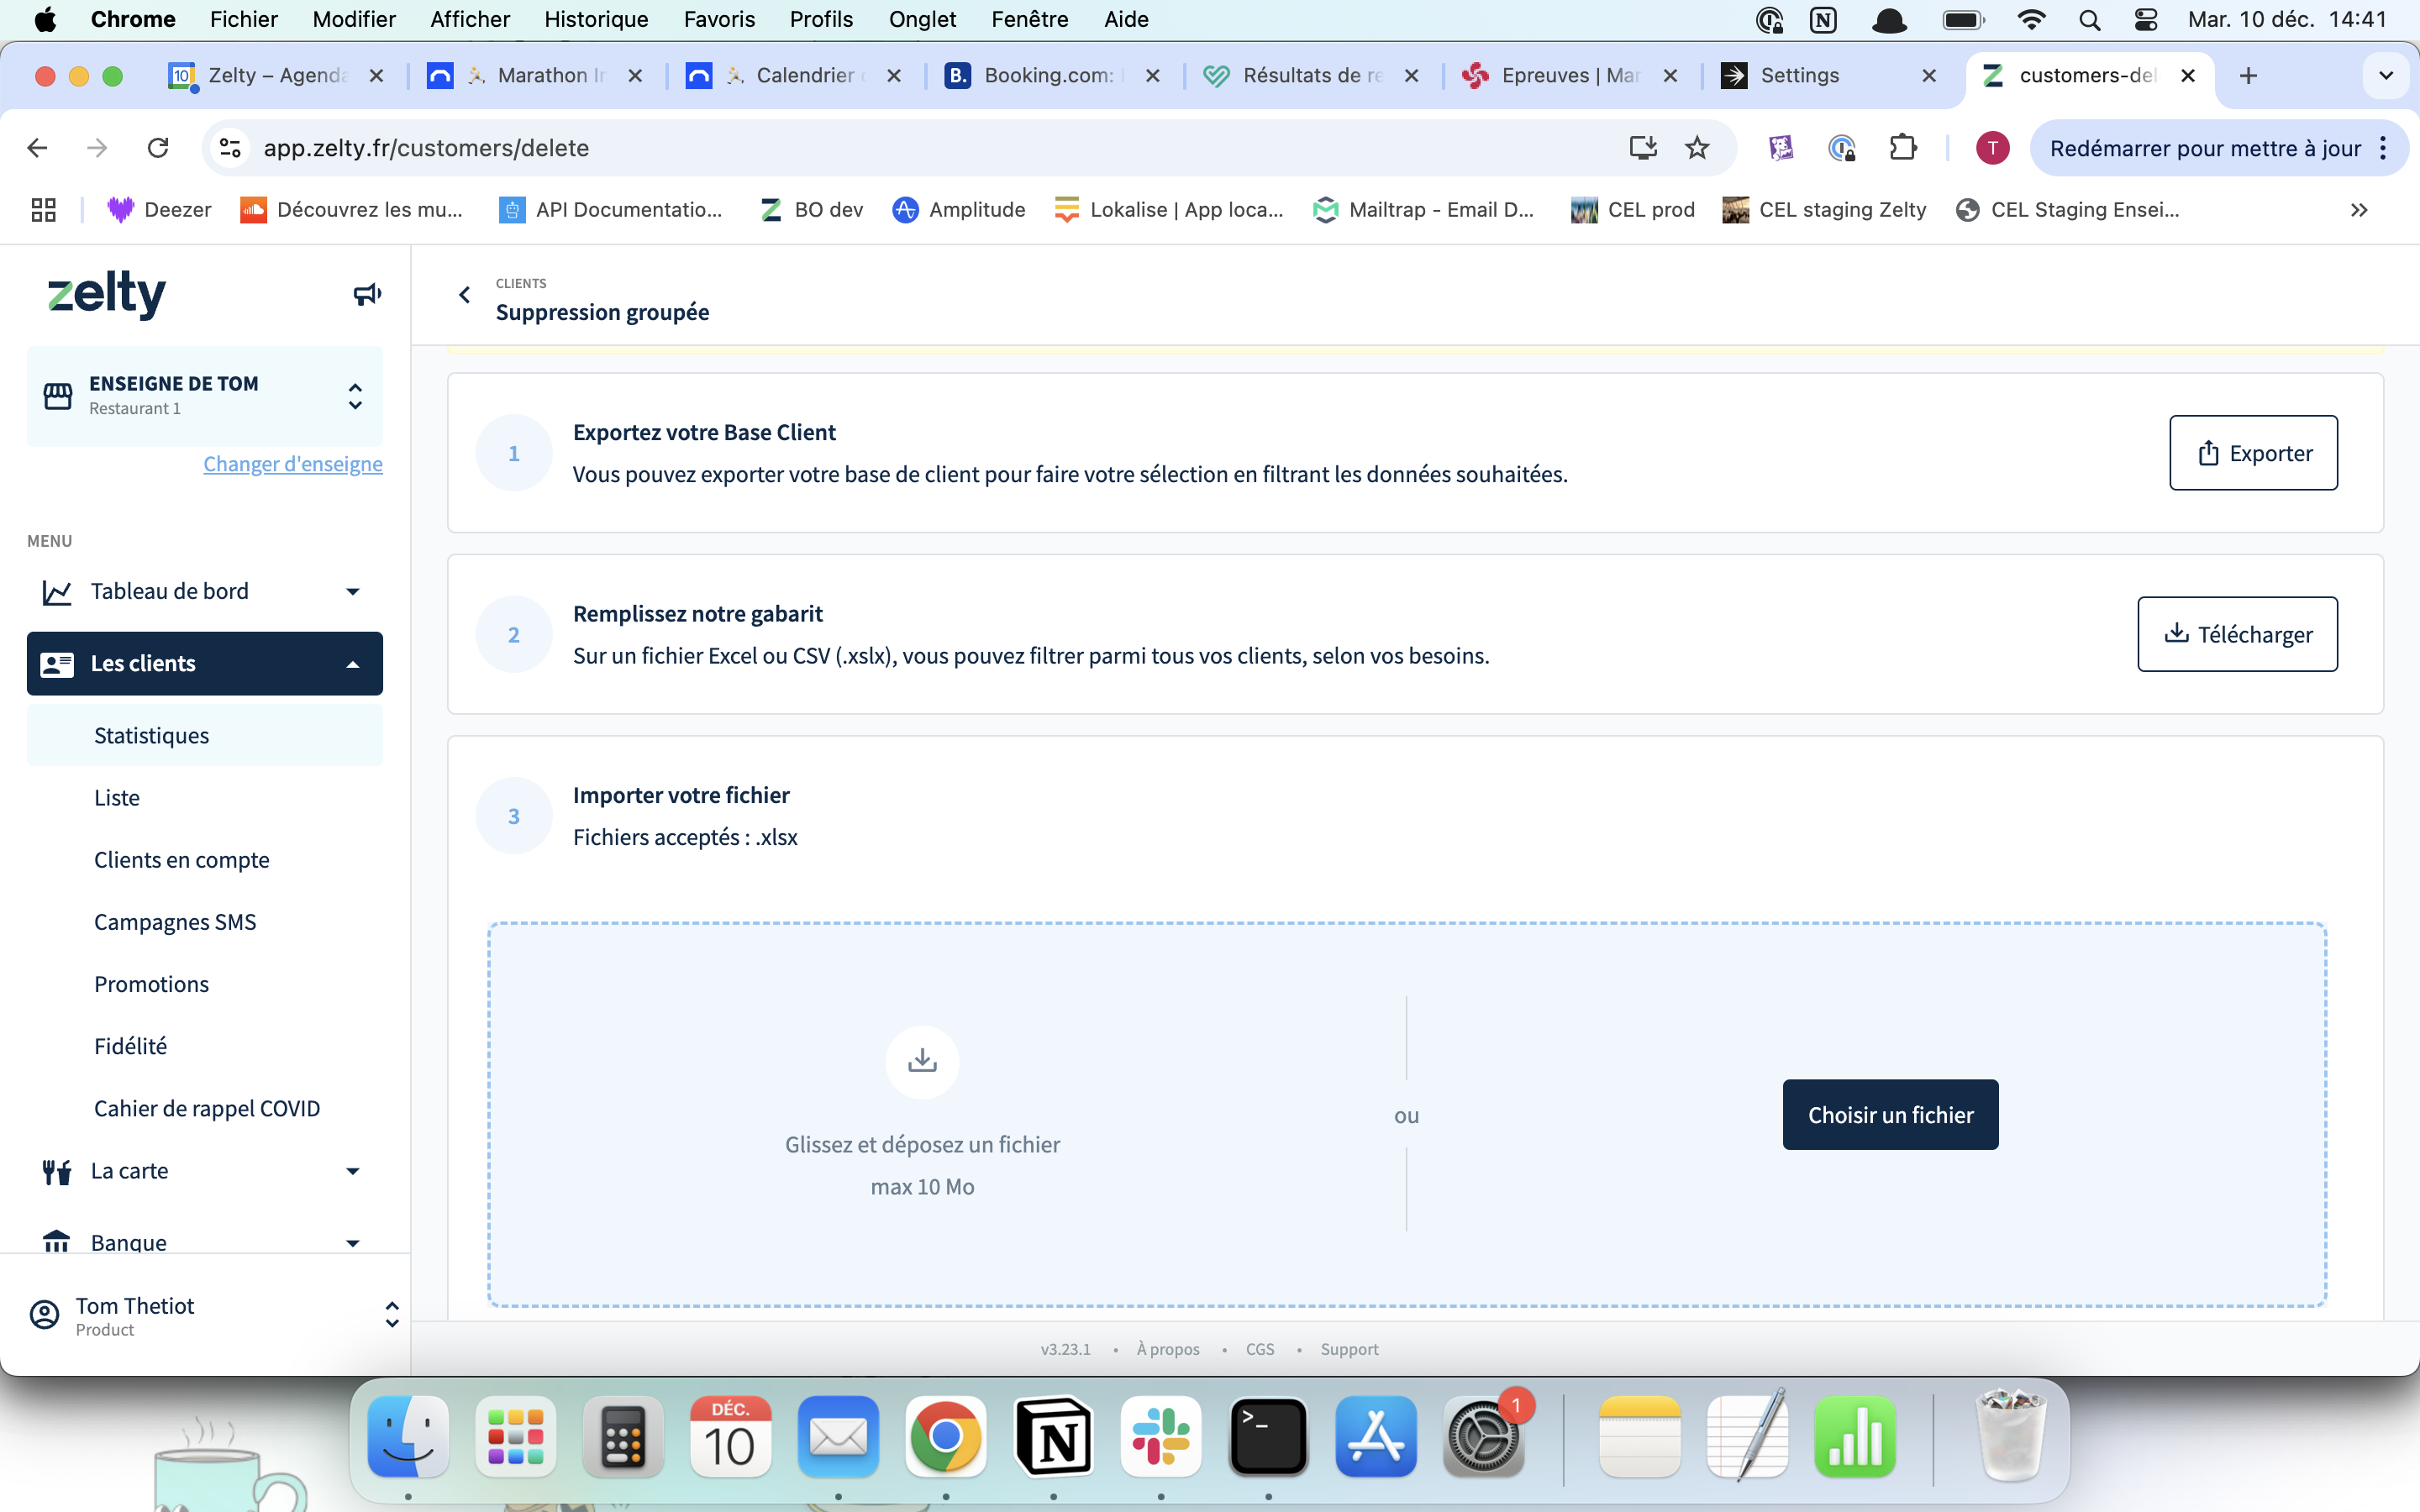 Chrome Fichier Modifier Afficher Historique Favoris Profils Onglet Fenêtre Aide
Mar. 10 déc. 14:41
10 Zelty – Agenda
Marathon
Calendrier
B. Booking.com:
Résultats de re
Epreuves | Mar
Settings
customers-del
app.zelty.fr/customers/delete
T
Redémarrer pour mettre à jour
Deezer
Découvrez les mu...
API Documentatio...
BO dev
Amplitude
Lokalise | App loca...
Mailtrap - Email D...
CEL prod
CEL staging Zelty
CEL Staging Ensei...
zelty
ENSEIGNE DE TOM
Restaurant 1
Changer d'enseigne
MENU
Tableau de bord
Les clients
Statistiques
Liste
Clients en compte
Campagnes SMS
Promotions
Fidélité
Cahier de rappel COVID
La carte
Banque
Tom Thetiot
Product
CLIENTS
Suppression groupée
1
Exportez votre Base Client
Vous pouvez exporter votre base de client pour faire votre sélection en filtrant les données souhaitées.
Exporter
2
Remplissez notre gabarit
Sur un fichier Excel ou CSV (.xslx), vous pouvez filtrer parmi tous vos clients, selon vos besoins.
Télécharger
3
Importer votre fichier
Fichiers acceptés : .xlsx
Glissez et déposez un fichier
max 10 Mo
ou
Choisir un fichier
v3.23.1 • À propos • CGS • Support
DÉC.
10
1